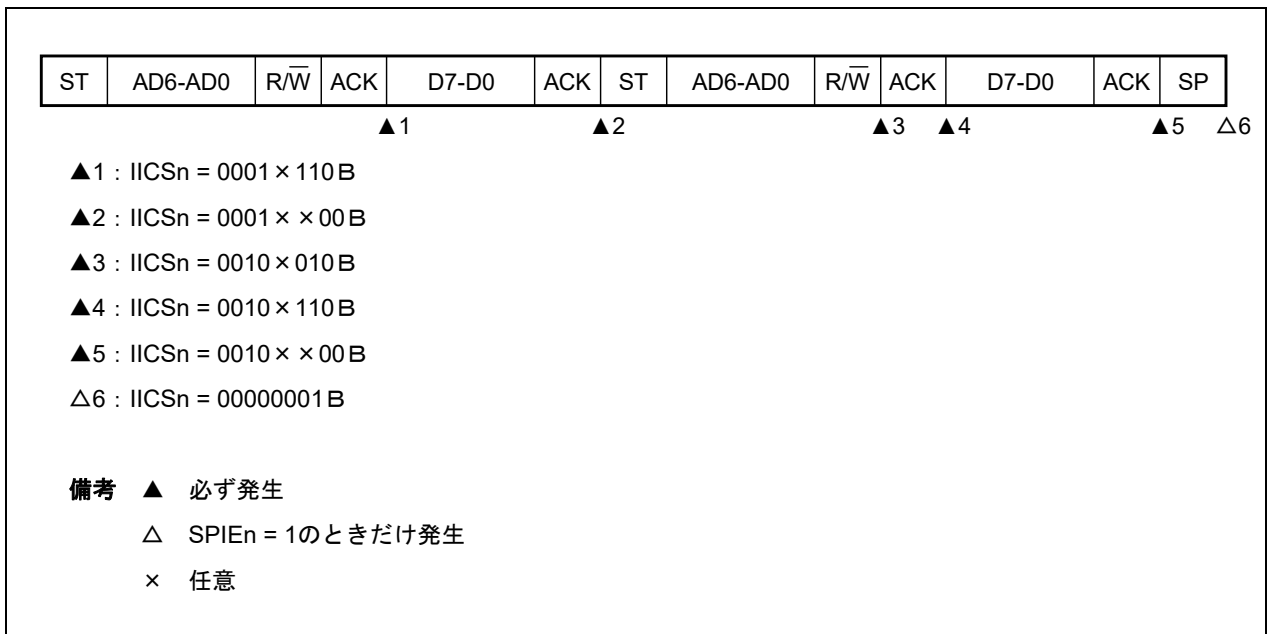 ST AD6-AD0 R/W̅ ACK D7-D0 ACK ST AD6-AD0 R/W̅ ACK D7-D0 ACK SP
▲1 ▲2 ▲3 ▲4 ▲5 △6
▲1：IICSn = 0001×110B
▲2：IICSn = 0001××00B
▲3：IICSn = 0010×010B
▲4：IICSn = 0010×110B
▲5：IICSn = 0010××00B
△6：IICSn = 00000001B
備考 ▲ 必ず発生
△ SPIEn = 1のときだけ発生
× 任意